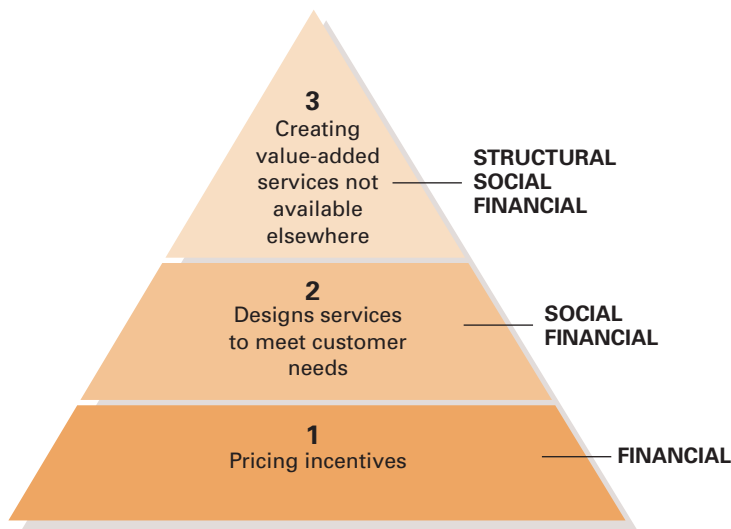 3
Creating
value-added
services not
available
elsewhere
STRUCTURAL
SOCIAL
FINANCIAL
2
Designs services
to meet customer
needs
SOCIAL
FINANCIAL
1
Pricing incentives
FINANCIAL